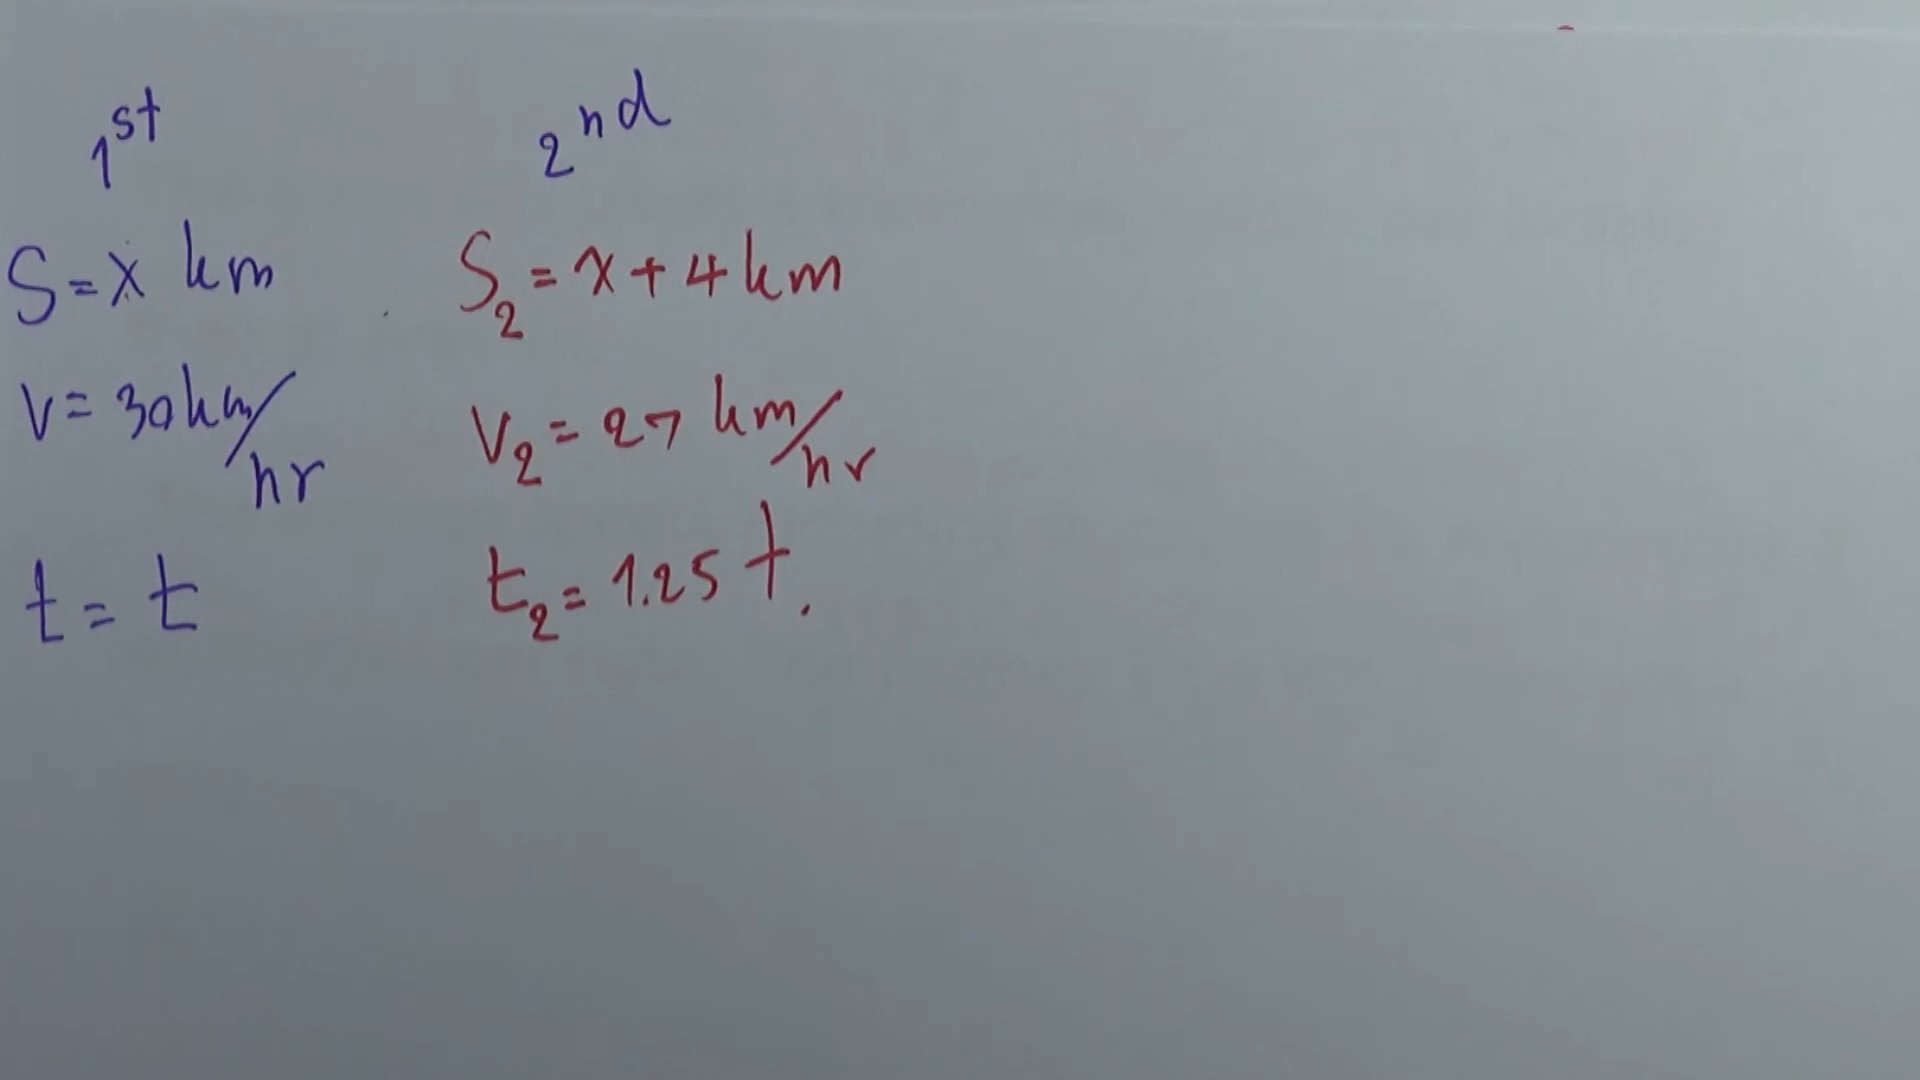 1st 2nd
S = x km S2 = x + 4 km
V = 30 km/hr V2 = 27 km/hr
t = t t2 = 1.25 t.